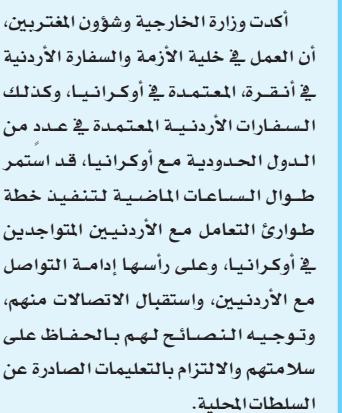 أكدت وزارة الخارجية وشؤون المغتربين،
أن العمل في خلية الأزمة والسفارة الأردنية
في أنقرة، المعتمدة في أوكرانيا، وكذلك
السفارات الأردنية المعتمدة في عدد من
الدول الحدودية مع أوكرانيا، قد استمر
طوال الساعات الماضية لتنفيذ خطة
طوارئ التعامل مع الأردنيين المتواجدين
في أوكرانيا، وعلى رأسها إدامة التواصل
مع الأردنيين، واستقبال الاتصالات منهم،
وتوجيه النصائح لهم بالحفاظ على
سلامتهم والالتزام بالتعليمات الصادرة عن
السلطات المحلية.